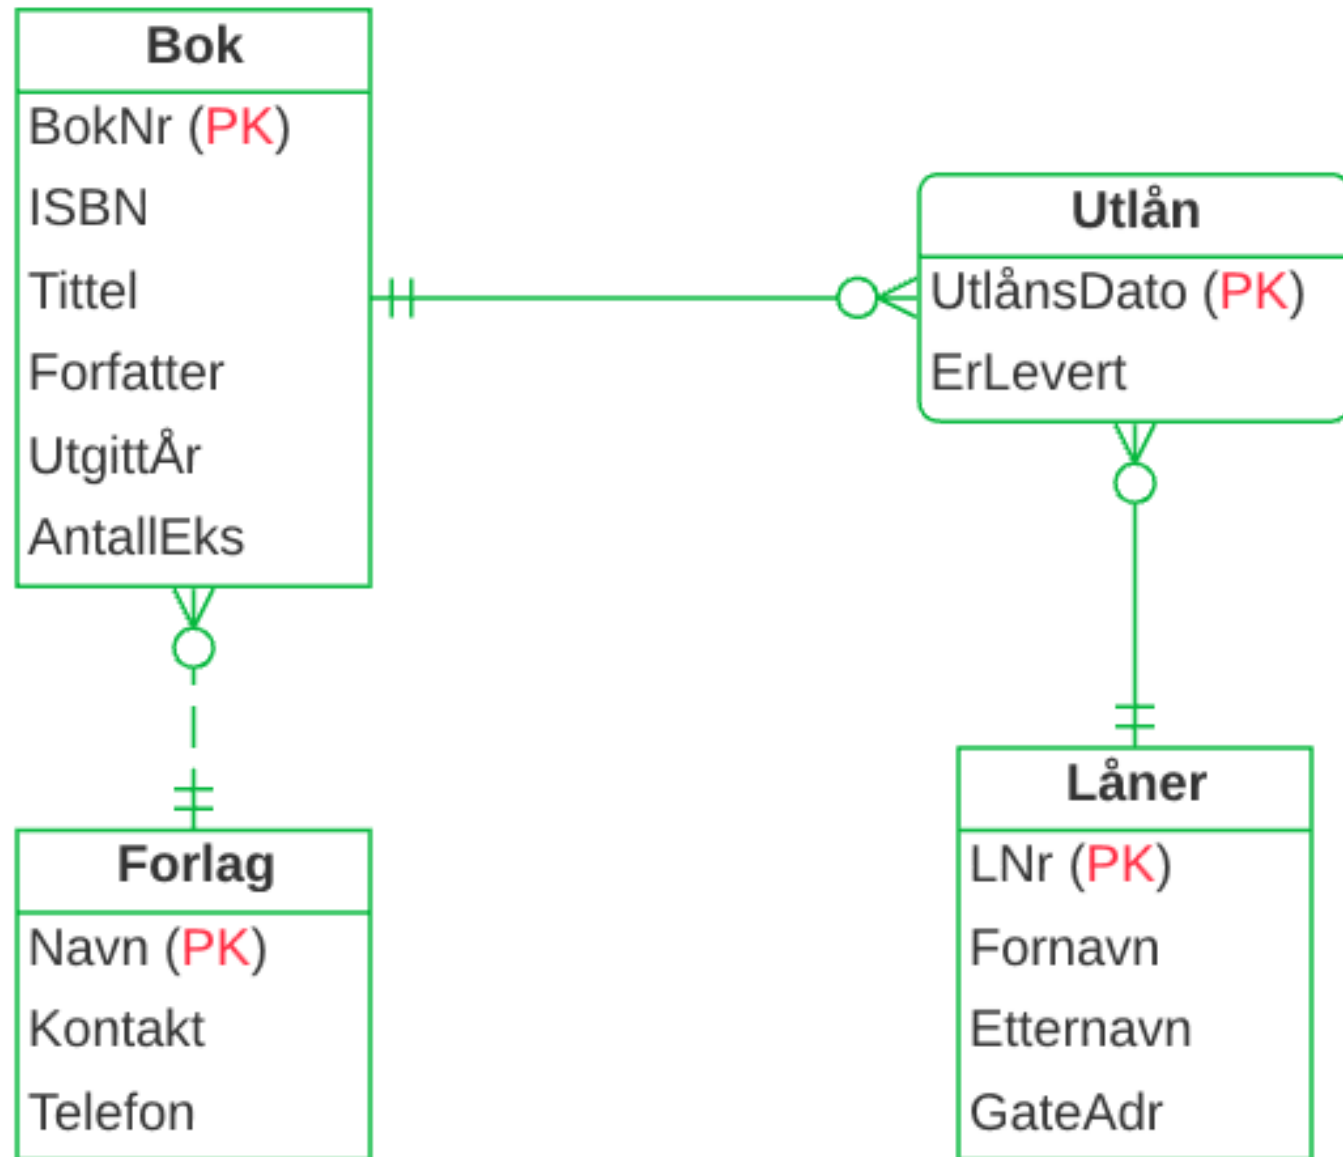 Bok
BokNr (PK)
ISBN
Tittel
Forfatter
UtgittÅr
AntallEks
Utlån
UtlånsDato (PK)
ErLevert
Forlag
Navn (PK)
Kontakt
Telefon
Låner
LNr (PK)
Fornavn
Etternavn
GateAdr